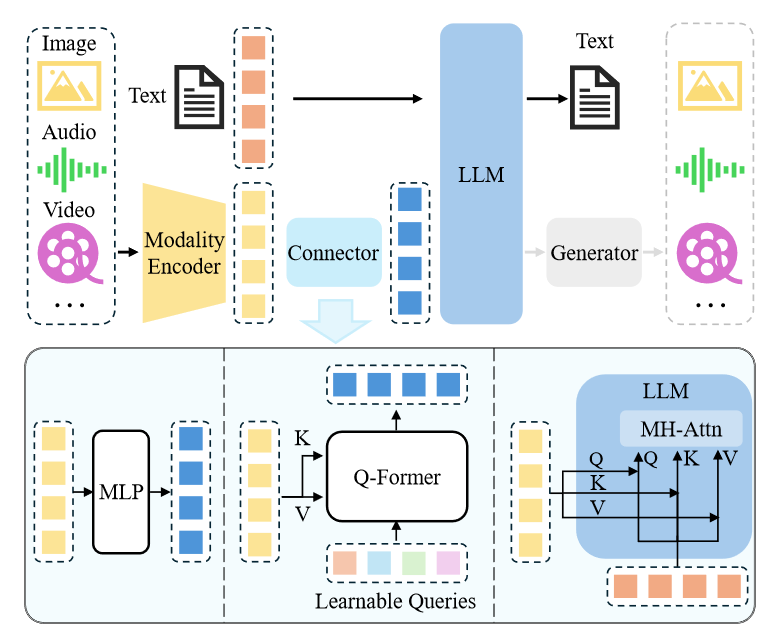 Image
Text
Text
Audio
LLM
Video
Modality
Encoder
Connector
Generator
...
...
LLM
MH-Attn
K
Q
K
V
Q
K
MLP
Q-Former
V
V
Learnable Queries